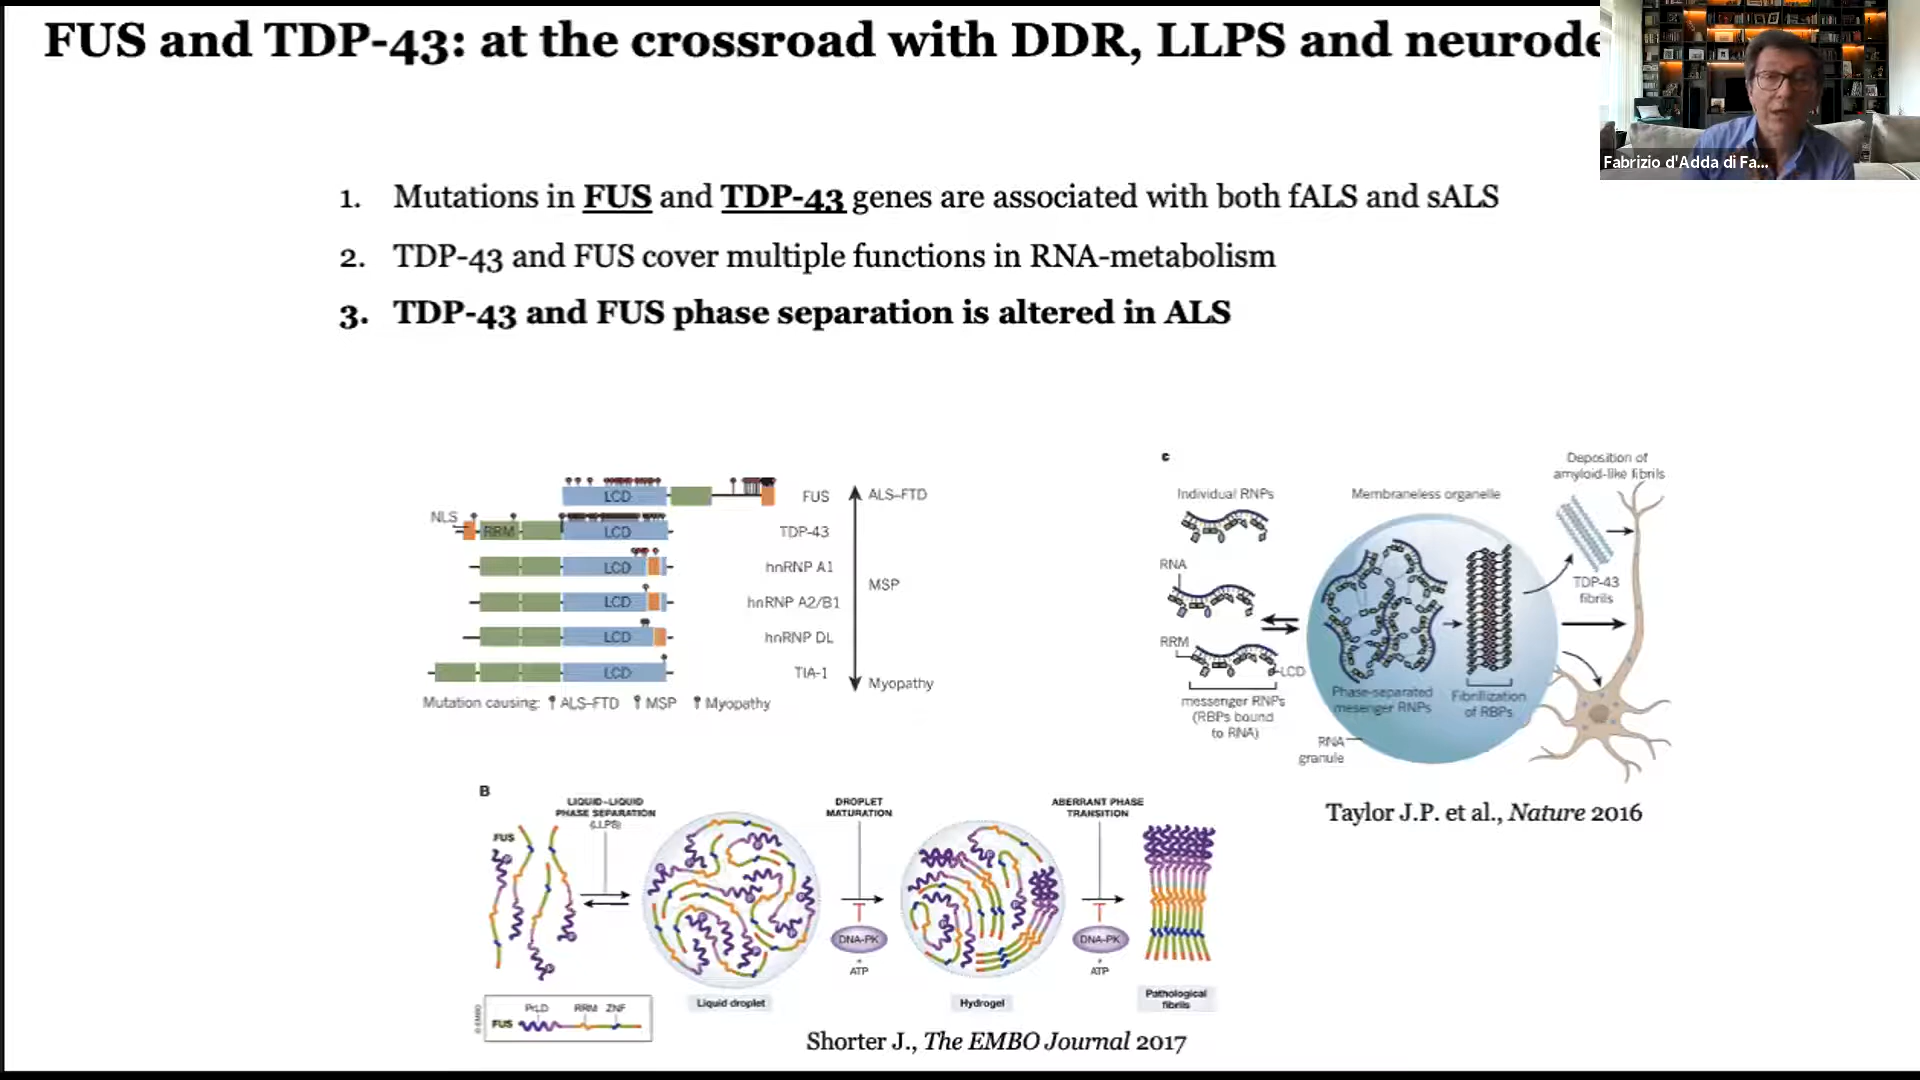 FUS and TDP-43: at the crossroad with DDR, LLPS and neurode
Fabrizio d'Adda di Fa...
1. Mutations in FUS and TDP-43 genes are associated with both fALS and sALS
2. TDP-43 and FUS cover multiple functions in RNA-metabolism
3. TDP-43 and FUS phase separation is altered in ALS
LCD
FUS
ALS–FTD
NLS
RRM
LCD
TDP-43
LCD
hnRNP A1
MSP
LCD
hnRNP A2/B1
LCD
hnRNP DL
LCD
TIA-1
Myopathy
Mutation causing: ALS–FTD MSP Myopathy
c
Deposition of
amyloid-like fibrils
Individual RNPs
Membraneless organelle
RNA
TDP-43
fibrils
RRM
LCD
messenger RNPs
(RBPs bound
to RNA)
Phase-separated
mesenger RNPs
Fibrillization
of RBPs
RNA
granule
Taylor J.P. et al., Nature 2016
B
LIQUID–LIQUID
PHASE SEPARATION
(LLPS)
DROPLET
MATURATION
ABERRANT PHASE
TRANSITION
FUS
DNA-PK
+
ATP
DNA-PK
+
ATP
Liquid droplet
Hydrogel
Pathological
fibrils
© EMBO
PrLD RRM ZNF
FUS
Shorter J., The EMBO Journal 2017